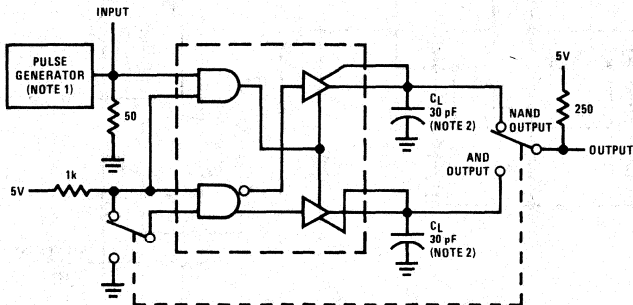 INPUT
PULSE
GENERATOR
(NOTE 1)
50
5V
1k
CL
30 pF
(NOTE 2)
CL
30 pF
(NOTE 2)
NAND
OUTPUT
AND
OUTPUT
5V
250
OUTPUT